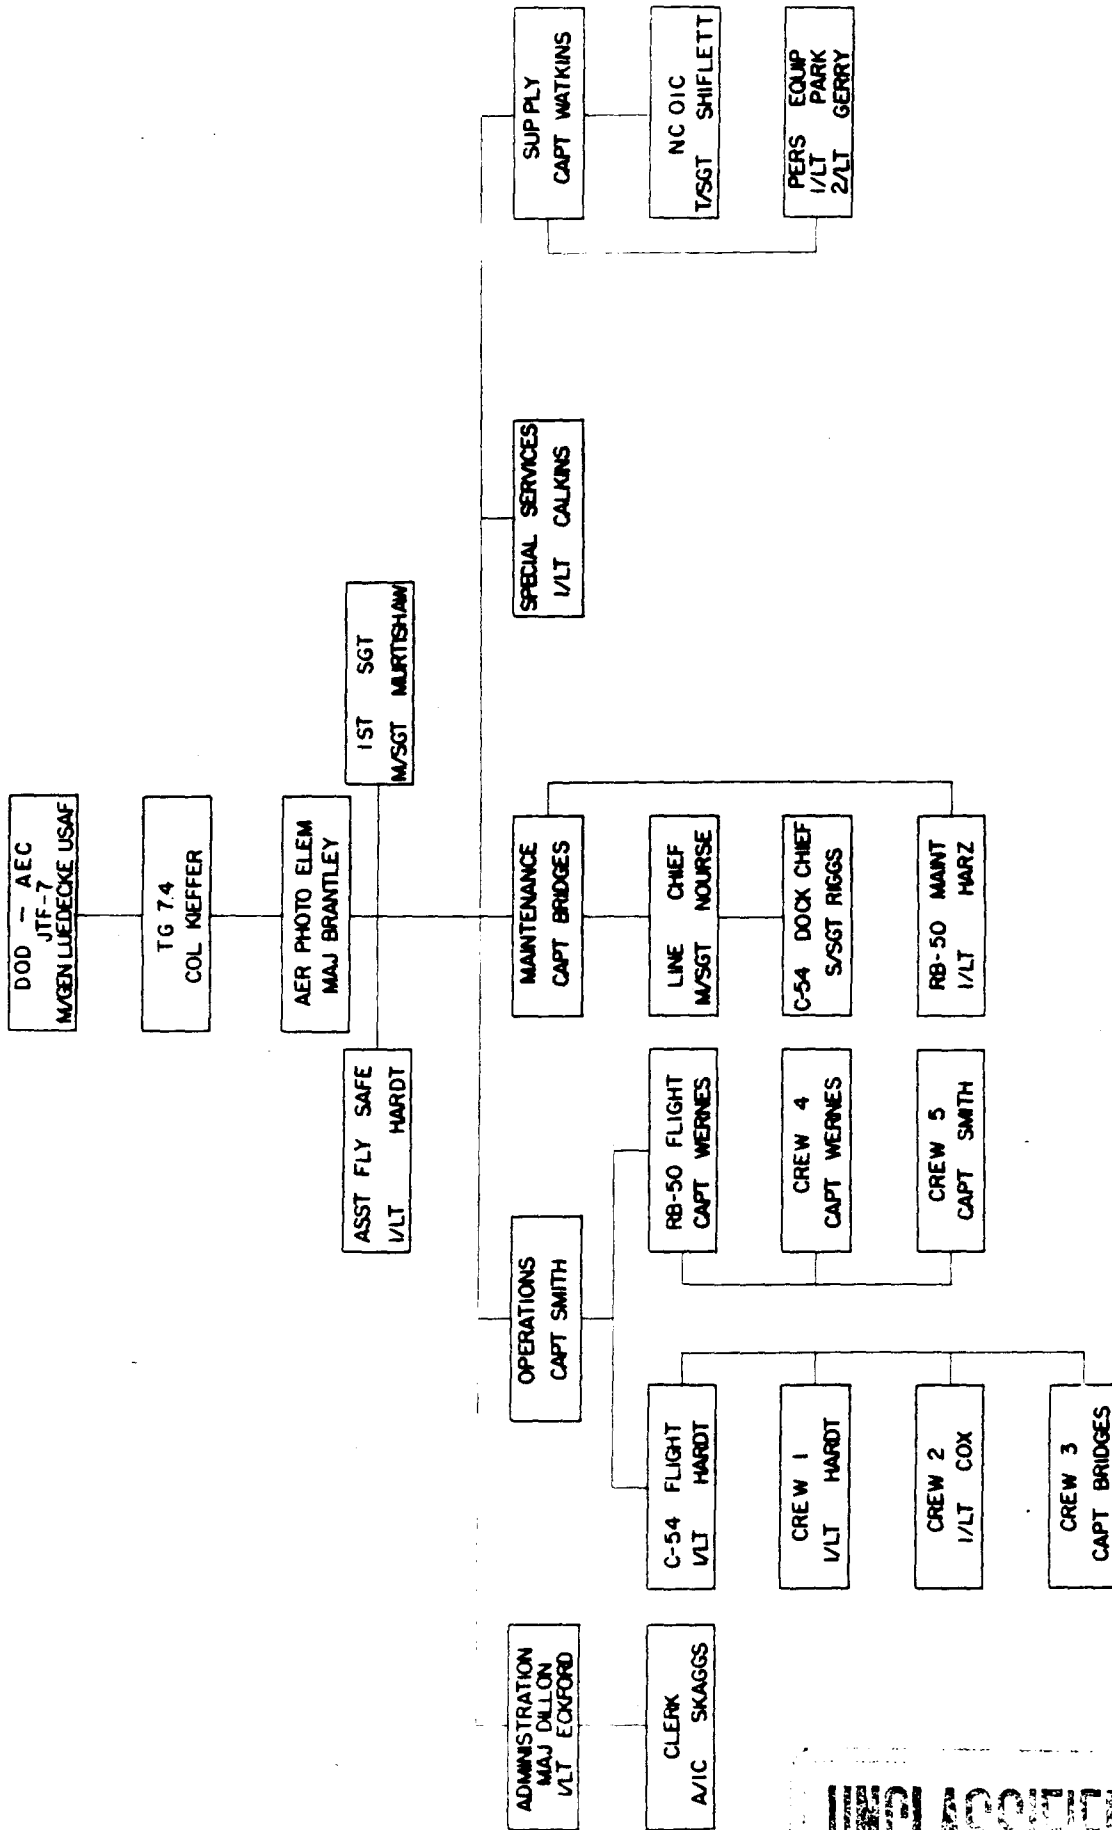 DOD — AEC
JTF-7
M/GEN LUEDECKE USAF
TG 7.4
COL KIEFFER
AER PHOTO ELEM
MAJ BRANTLEY
ASST FLY SAFE
1/LT HARDT
1ST SGT
M/SGT MURTISHAW
ADMINISTRATION
MAJ DILLON
1/LT ECKFORD
CLERK
A/1C SKAGGS
OPERATIONS
CAPT SMITH
C-54 FLIGHT
1/LT HARDT
CREW 1
1/LT HARDT
CREW 2
1/LT COX
CREW 3
CAPT BRIDGES
RB-50 FLIGHT
CAPT WERNES
CREW 4
CAPT WERNES
CREW 5
CAPT SMITH
MAINTENANCE
CAPT BRIDGES
LINE CHIEF
M/SGT NOURSE
C-54 DOCK CHIEF
S/SGT RIGGS
RB-50 MAINT
1/LT HARZ
SPECIAL SERVICES
1/LT CALKINS
SUPPLY
CAPT WATKINS
NCOIC
T/SGT SHIFLETT
PERS EQUIP
1/LT PARK
2/LT GERRY